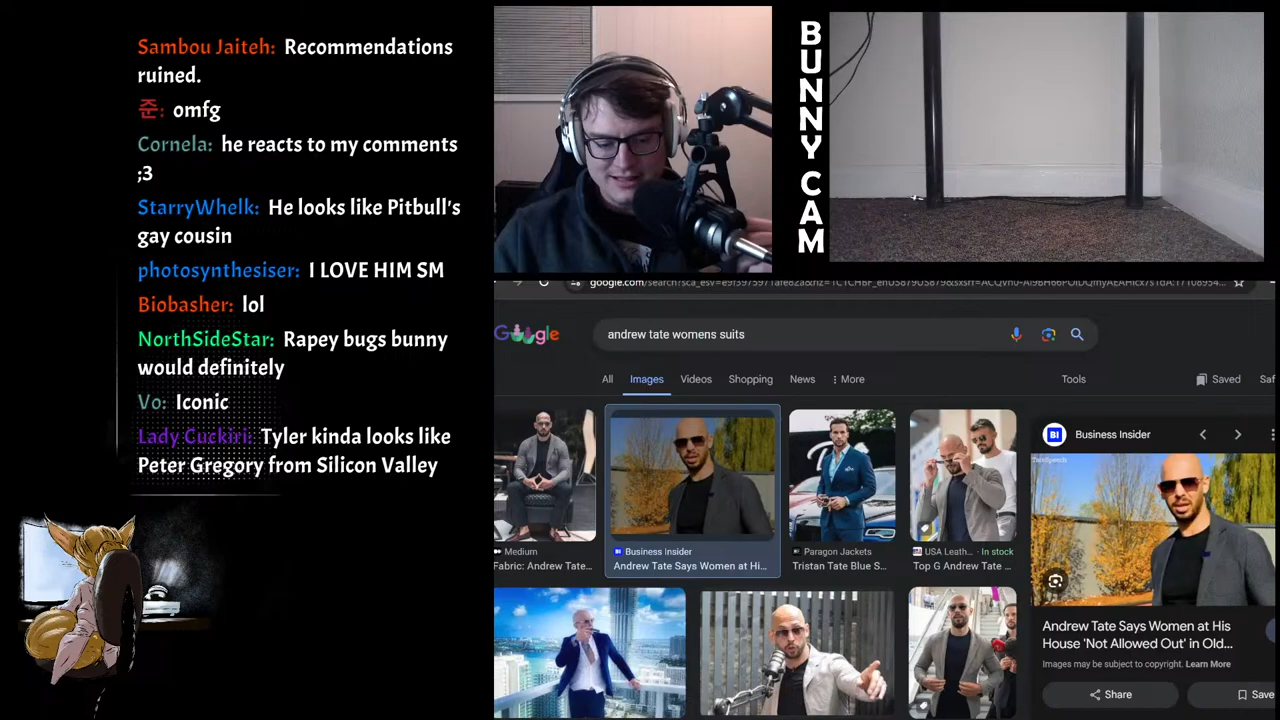 Sambou Jaiteh: Recommendations
ruined.
준: omfg
Cornela: he reacts to my comments
;3
StarryWhelk: He looks like Pitbull's
gay cousin
photosynthesiser: I LOVE HIM SM
Biobasher: lol
NorthSideStar: Rapey bugs bunny
would definitely
Vo: Iconic
Lady Cuckiri: Tyler kinda looks like
Peter Gregory from Silicon Valley
BUNNY CAM
Google
andrew tate womens suits
All Images Videos Shopping News More Tools Saved Saf
Medium
Fabric: Andrew Tate...
Business Insider
Andrew Tate Says Women at Hi...
Paragon Jackets
Tristan Tate Blue S...
USA Leath... · In stock
Top G Andrew Tate ...
BI Business Insider
Andrew Tate Says Women at His
House 'Not Allowed Out' in Old...
Images may be subject to copyright. Learn More
Share
Save